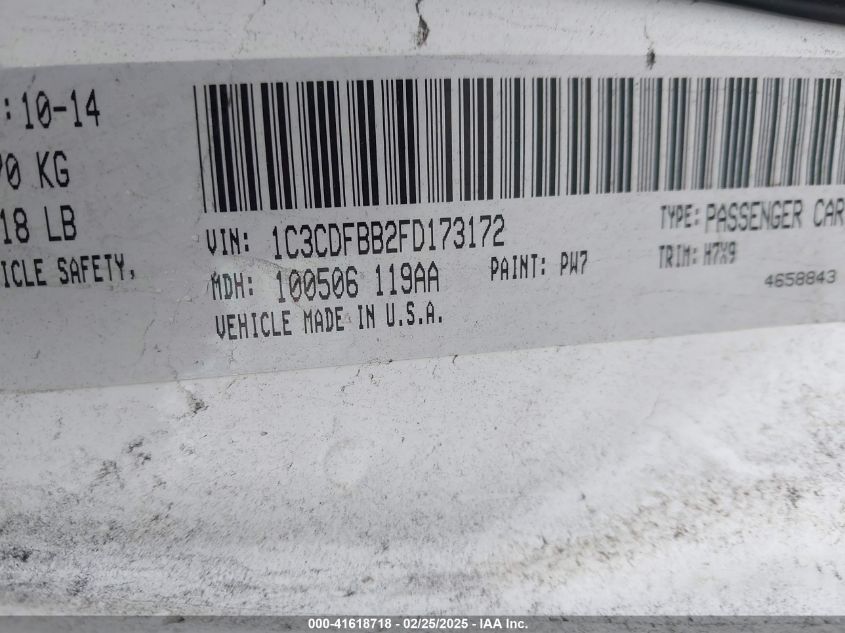 :10-14
70 KG
18 LB
ICLE SAFETY,
VIN: 1C3CDFBB2FD173172
TYPE: PASSENGER CAR
MDH: 100506 119AA
PAINT: PW7
TRIM: H7X9
VEHICLE MADE IN U.S.A.
4658843
000-41618718 - 02/25/2025 - IAA Inc.